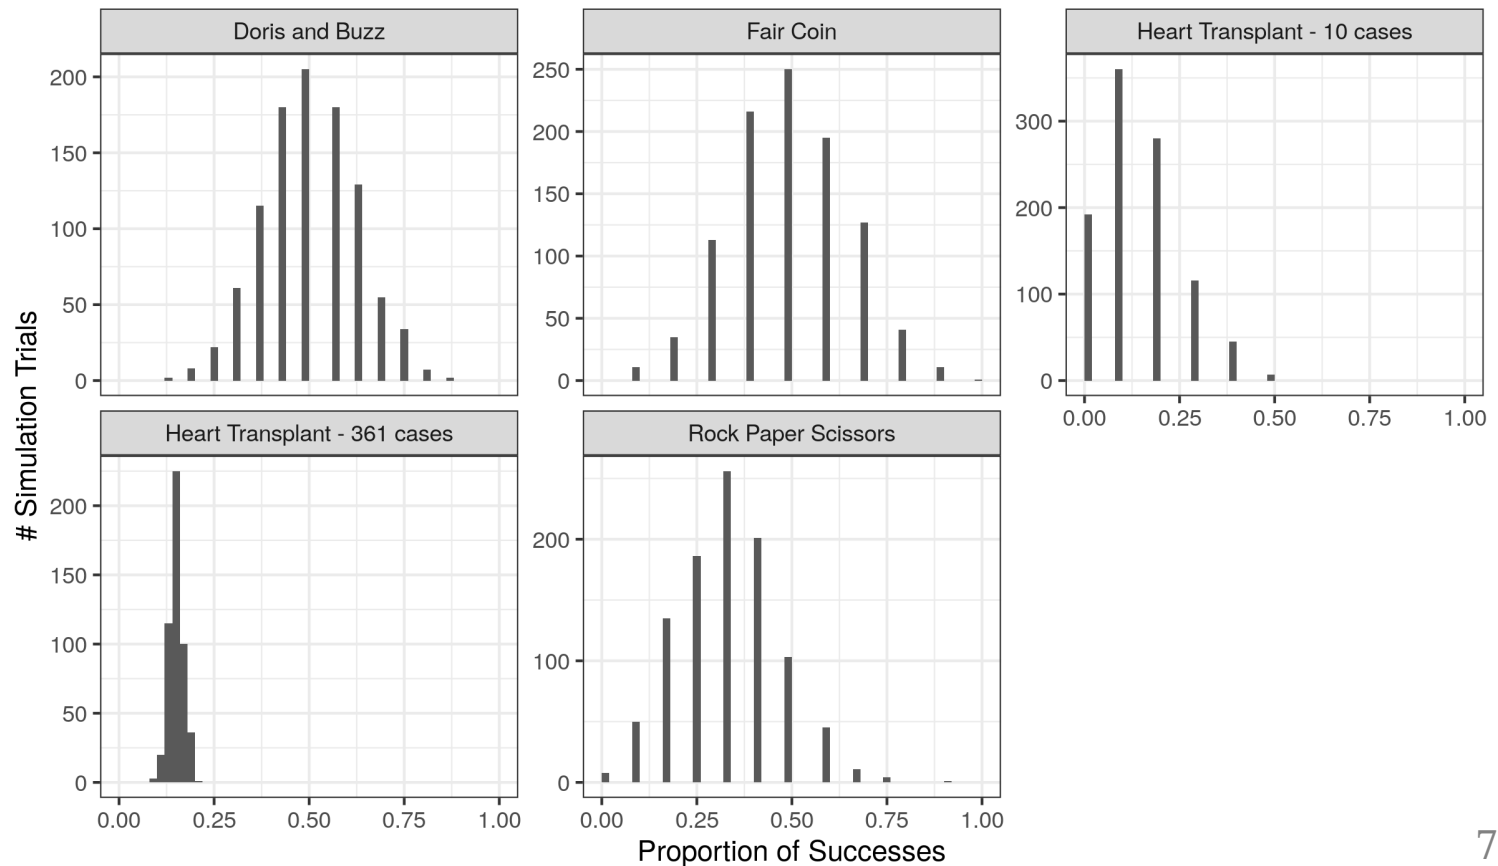 Doris and Buzz
Fair Coin
Heart Transplant - 10 cases
200
150
100
50
0
250
200
150
100
50
0
300
200
100
0
0.00 0.25 0.50 0.75 1.00
# Simulation Trials
Heart Transplant - 361 cases
Rock Paper Scissors
200
150
100
50
0
200
100
0
0.00 0.25 0.50 0.75 1.00
0.00 0.25 0.50 0.75 1.00
Proportion of Successes
7